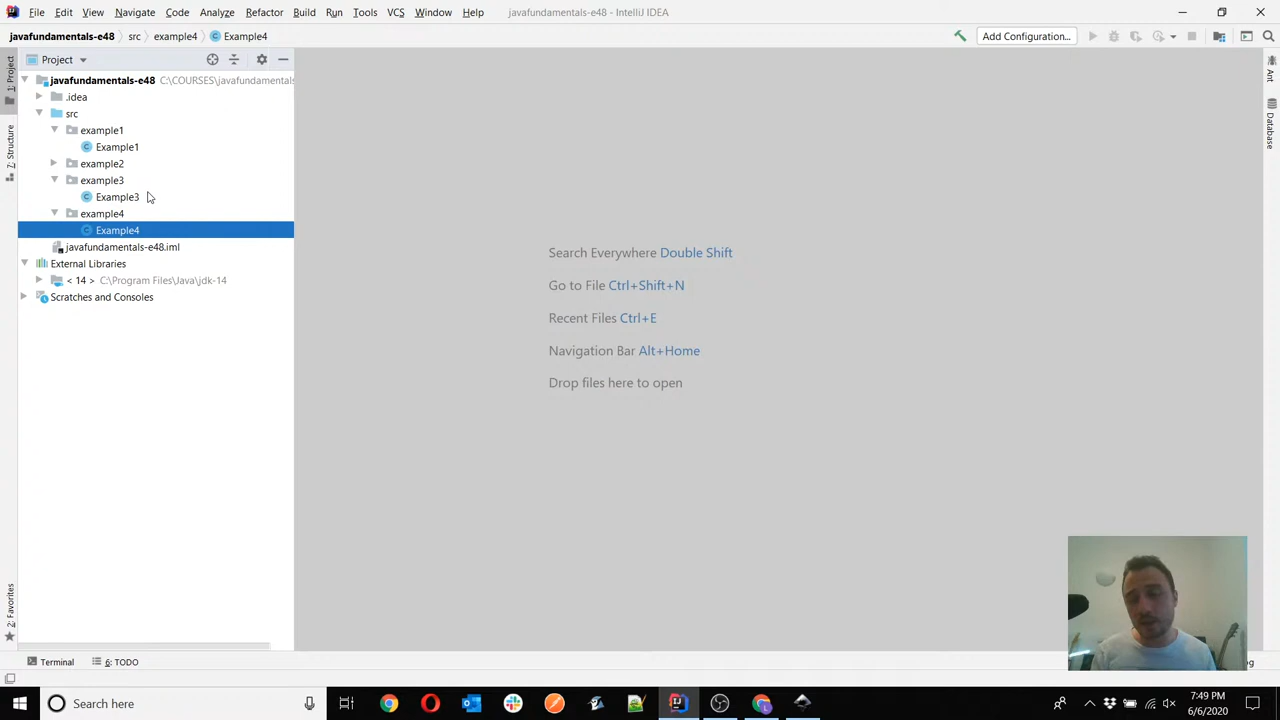 File Edit View Navigate Code Analyze Refactor Build Run Tools VCS Window Help javafundamentals-e48 - IntelliJ IDEA
javafundamentals-e48 src example4 Example4 Add Configuration...
1: Project
Project
javafundamentals-e48 C:\COURSES\javafundamentals
.idea
src
example1
Example1
example2
example3
Example3
example4
Example4
javafundamentals-e48.iml
External Libraries
< 14 > C:\Program Files\Java\jdk-14
Scratches and Consoles
7: Structure
2: Favorites
Search Everywhere Double Shift
Go to File Ctrl+Shift+N
Recent Files Ctrl+E
Navigation Bar Alt+Home
Drop files here to open
Ant
Database
Terminal 6: TODO
Search here
7:49 PM
6/6/2020